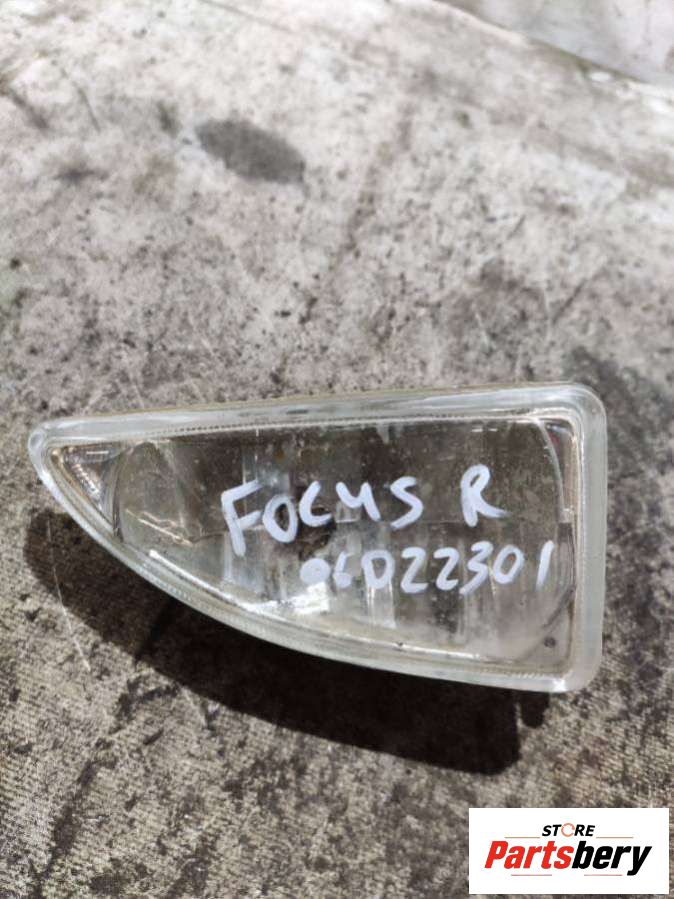 FOCUS R
06D22301
STORE
Partsbery